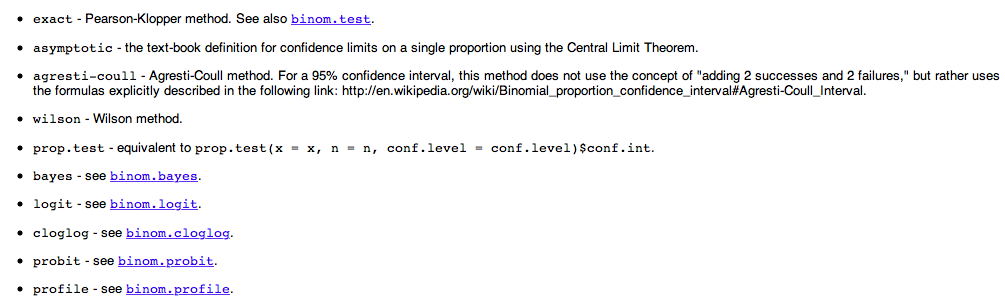 • exact - Pearson-Klopper method. See also binom.test.
• asymptotic - the text-book definition for confidence limits on a single proportion using the Central Limit Theorem.
• agresti-coull - Agresti-Coull method. For a 95% confidence interval, this method does not use the concept of "adding 2 successes and 2 failures," but rather uses
the formulas explicitly described in the following link: http://en.wikipedia.org/wiki/Binomial_proportion_confidence_interval#Agresti-Coull_Interval.
• wilson - Wilson method.
• prop.test - equivalent to prop.test(x = x, n = n, conf.level = conf.level)$conf.int.
• bayes - see binom.bayes.
• logit - see binom.logit.
• cloglog - see binom.cloglog.
• probit - see binom.probit.
• profile - see binom.profile.